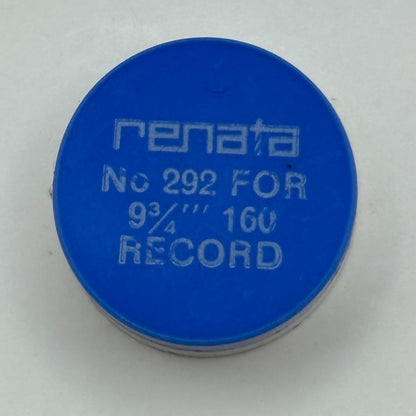 renata
No 292 FOR
9¾''' 160
RECORD